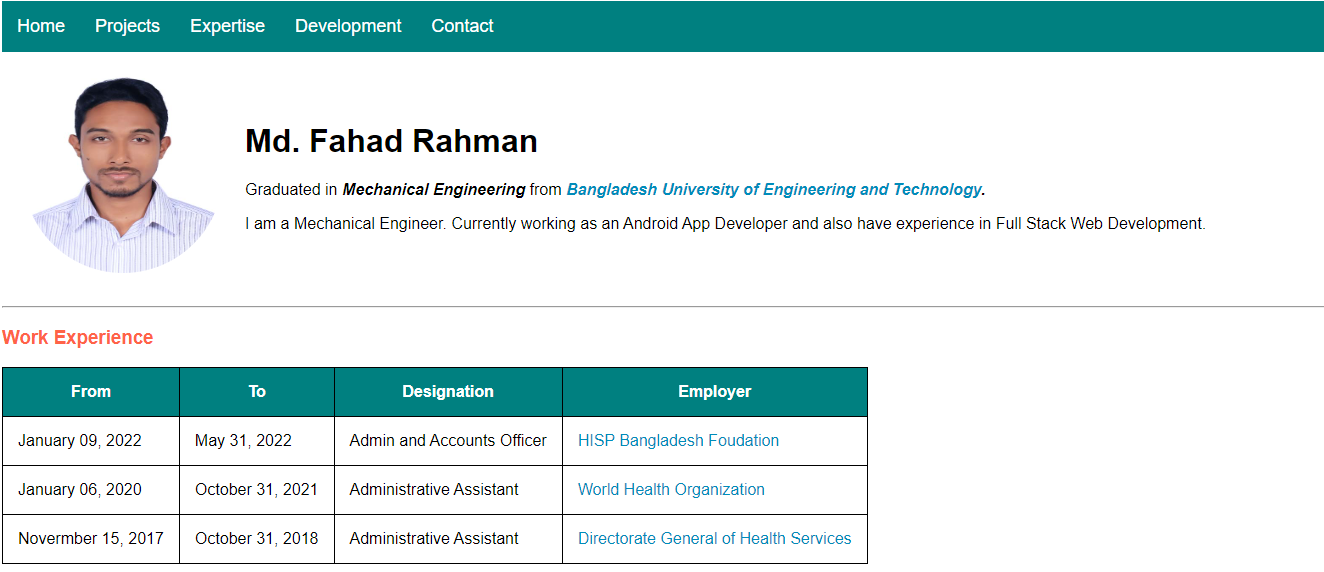 Home Projects Expertise Development Contact
Md. Fahad Rahman
Graduated in Mechanical Engineering from Bangladesh University of Engineering and Technology.
I am a Mechanical Engineer. Currently working as an Android App Developer and also have experience in Full Stack Web Development.
Work Experience
From To Designation Employer
January 09, 2022 May 31, 2022 Admin and Accounts Officer HISP Bangladesh Foudation
January 06, 2020 October 31, 2021 Administrative Assistant World Health Organization
Novermber 15, 2017 October 31, 2018 Administrative Assistant Directorate General of Health Services